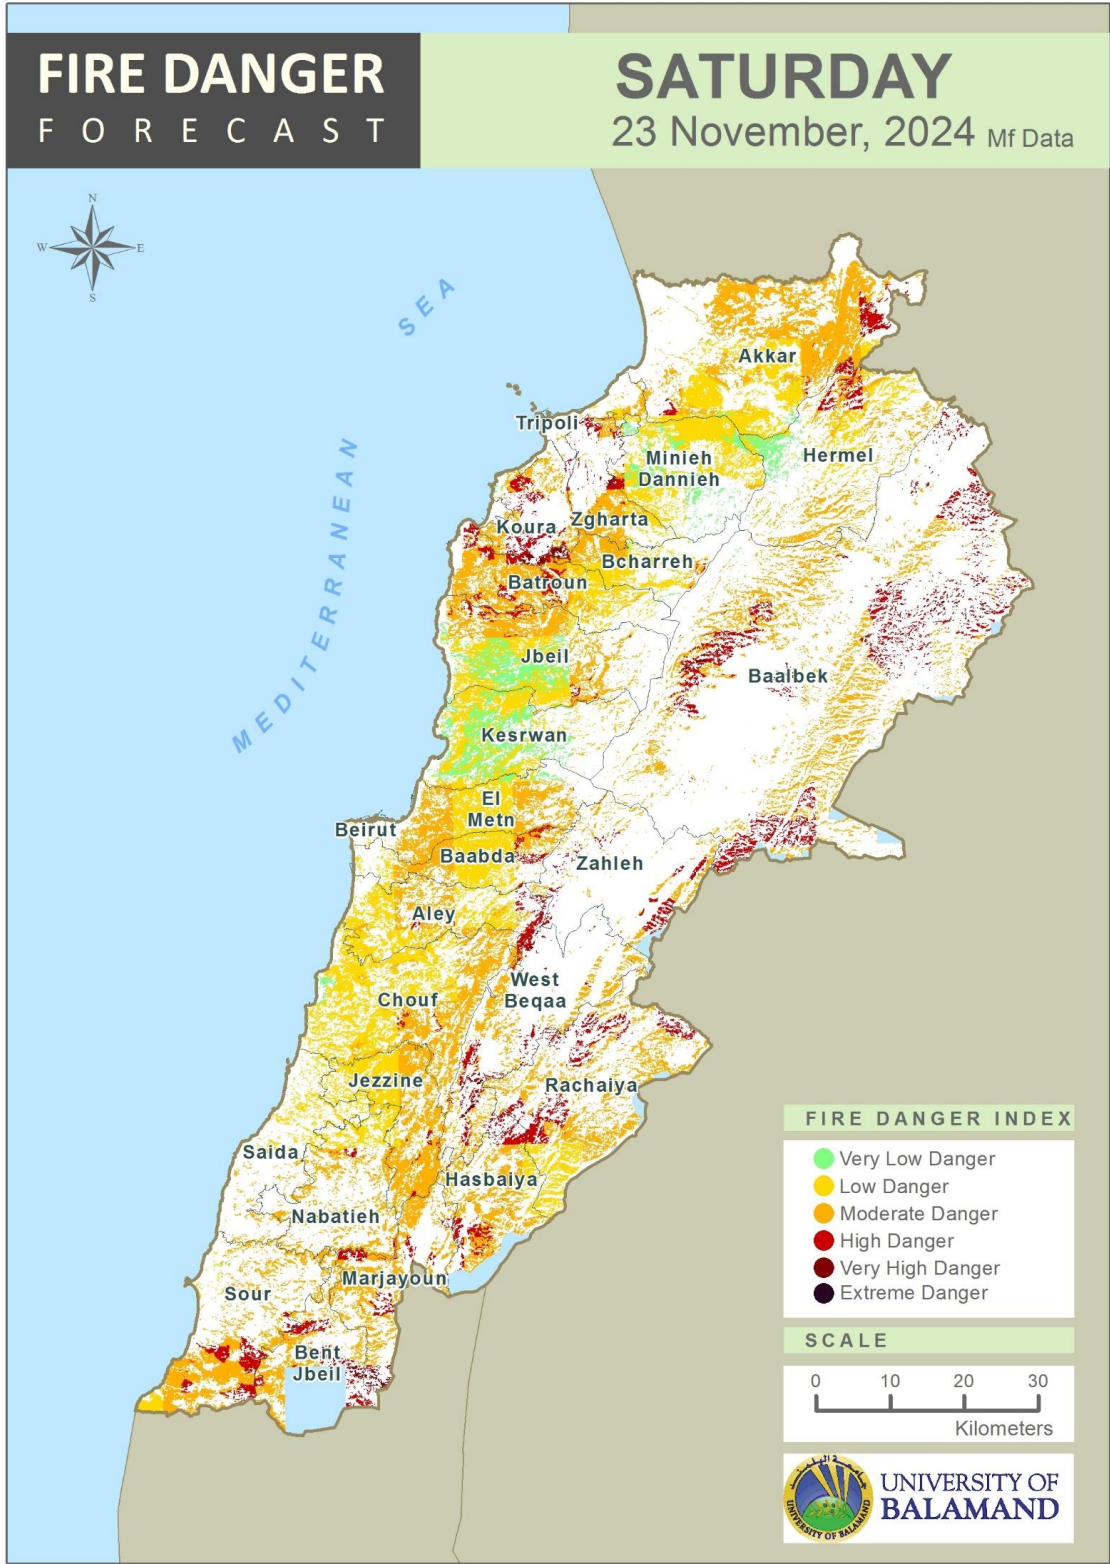 FIRE DANGER
FORECAST
SATURDAY
23 November, 2024 Mf Data
N
W
E
S
MEDITERRANEAN SEA
Akkar
Tripoli
Minieh
Dannieh
Hermel
Koura
Zgharta
Bcharreh
Batroun
Jbeil
Baalbek
Kesrwan
El
Metn
Beirut
Baabda
Zahleh
Aley
West
Beqaa
Chouf
Jezzine
Rachaiya
Saida
Hasbaiya
Nabatieh
Marjayoun
Sour
Bent
Jbeil
FIRE DANGER INDEX
Very Low Danger
Low Danger
Moderate Danger
High Danger
Very High Danger
Extreme Danger
SCALE
0 10 20 30
Kilometers
UNIVERSITY OF BALAMAND
UNIVERSITY OF
BALAMAND